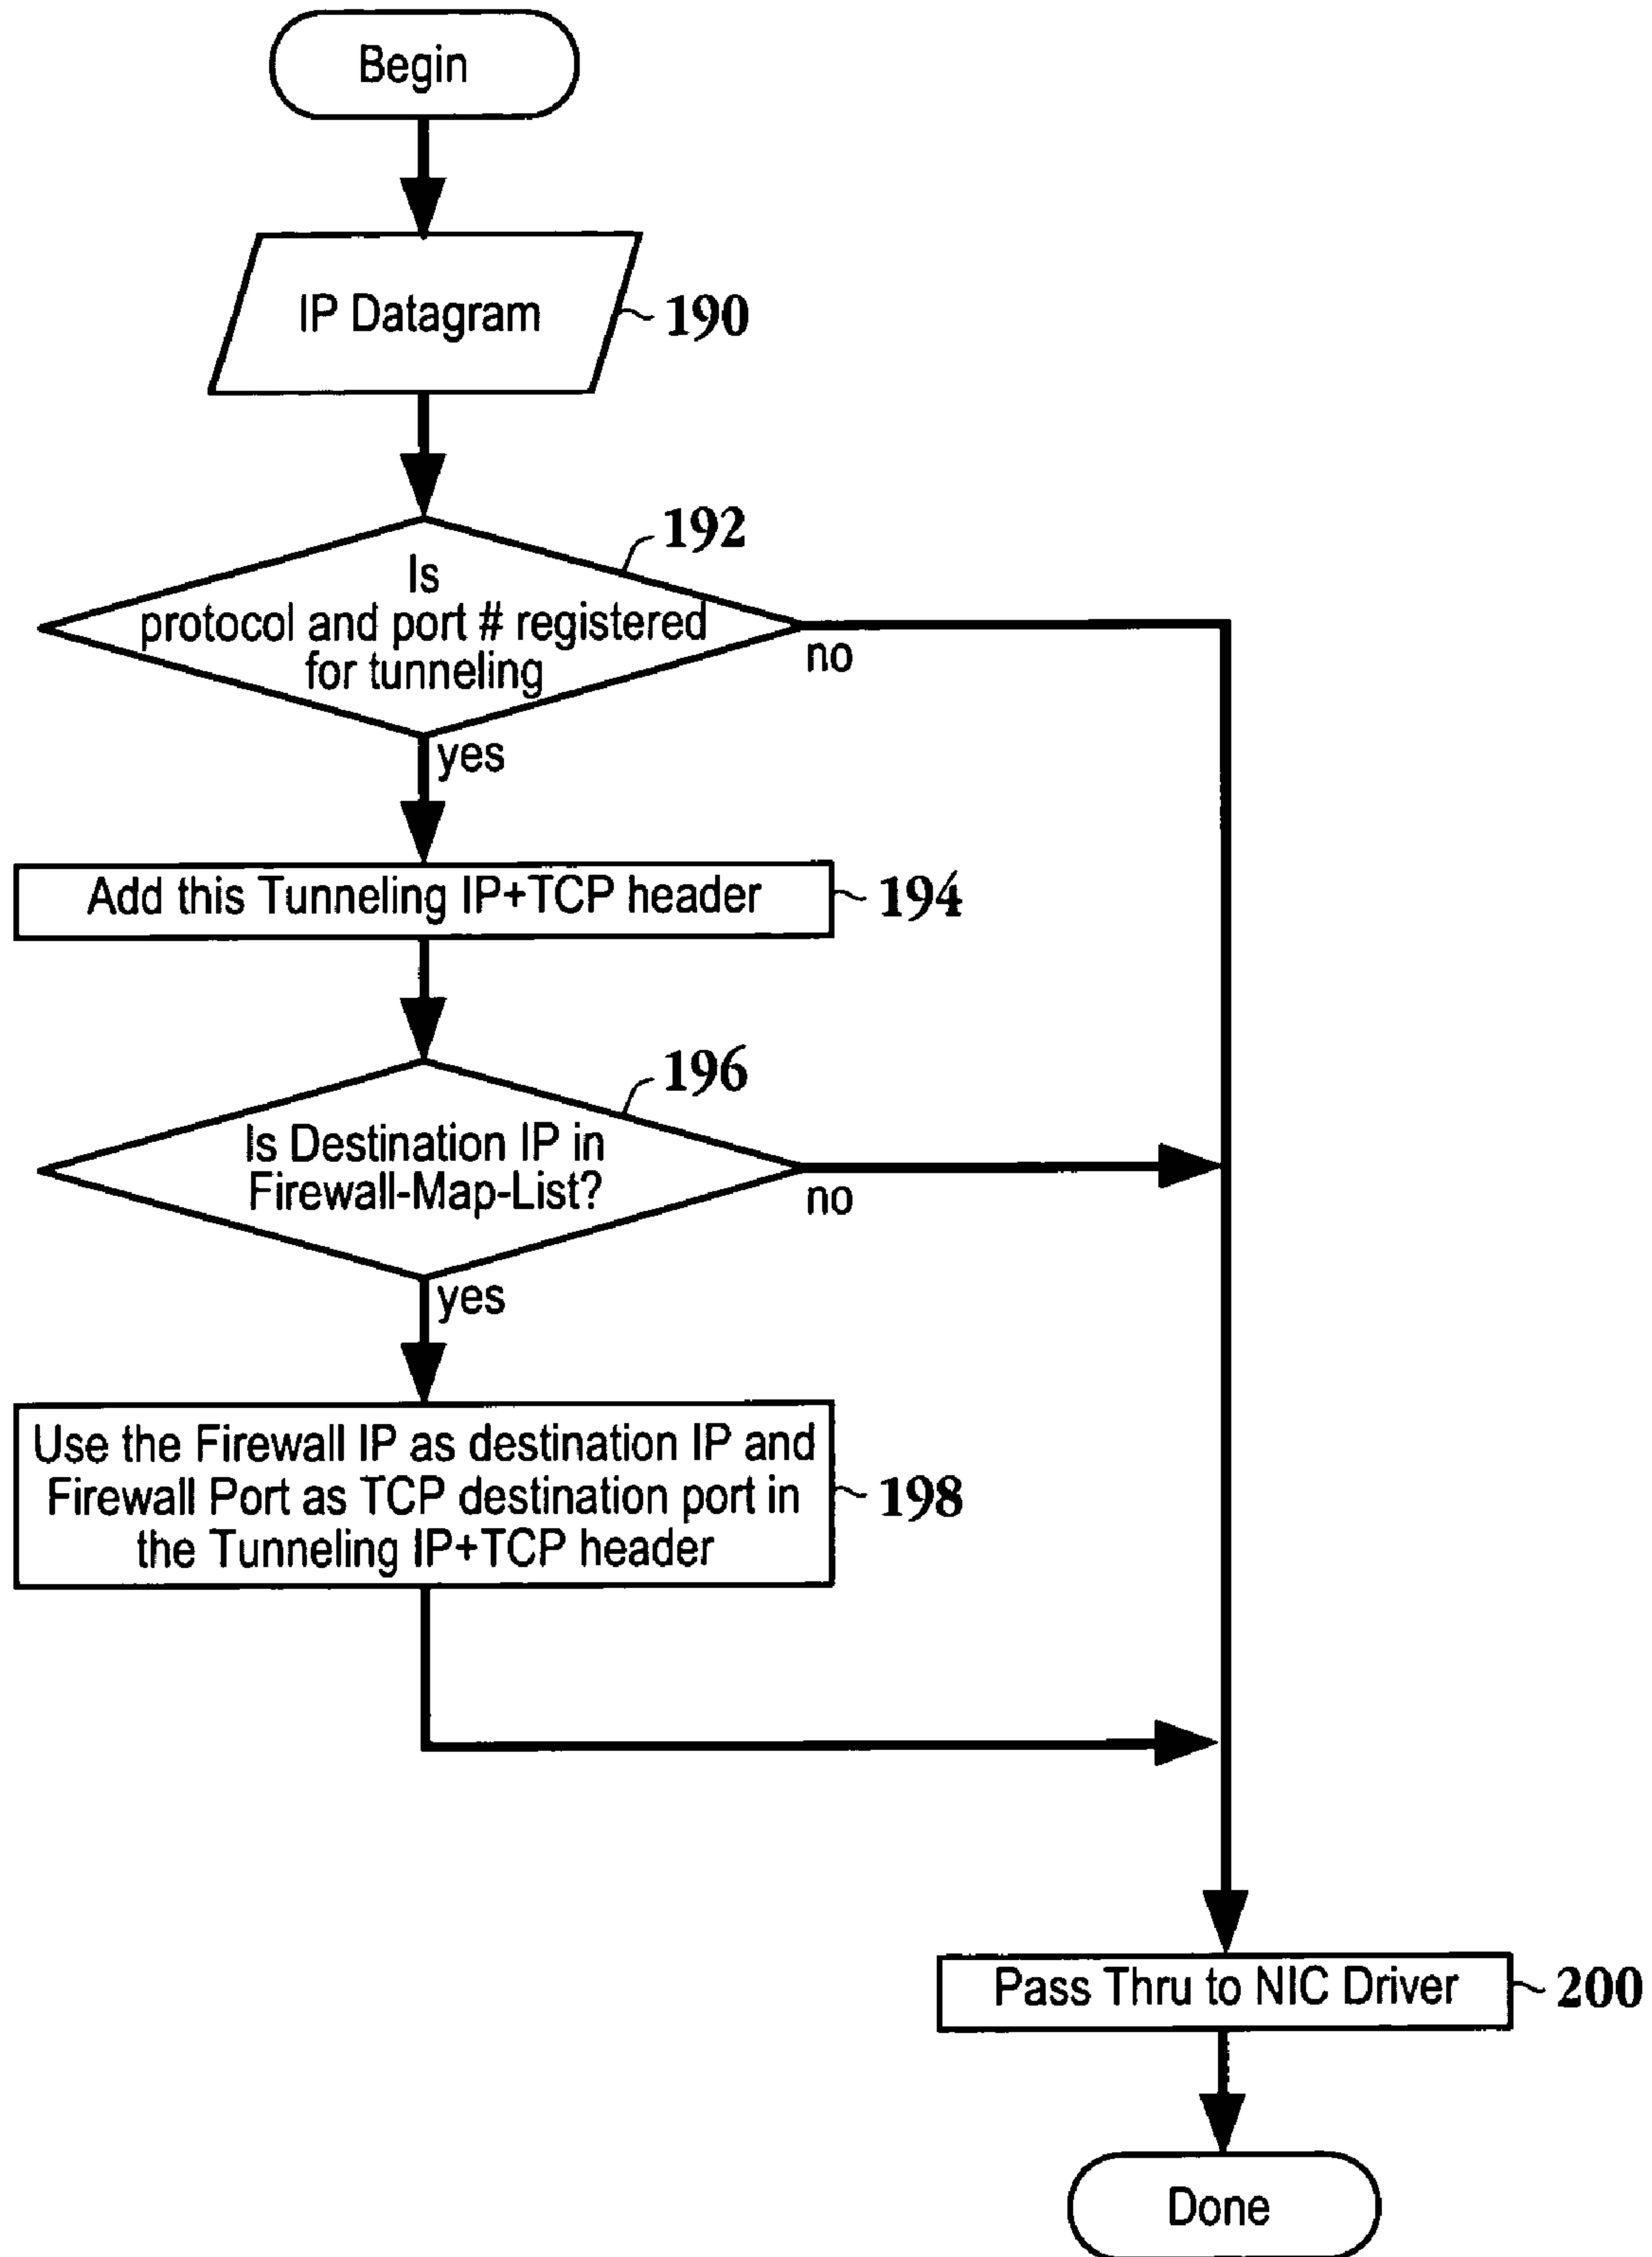 Begin
IP Datagram
190
192
Is
protocol and port # registered
for tunneling
no
yes
Add this Tunneling IP+TCP header
194
196
Is Destination IP in
Firewall-Map-List?
no
yes
Use the Firewall IP as destination IP and
Firewall Port as TCP destination port in
the Tunneling IP+TCP header
198
Pass Thru to NIC Driver
200
Done